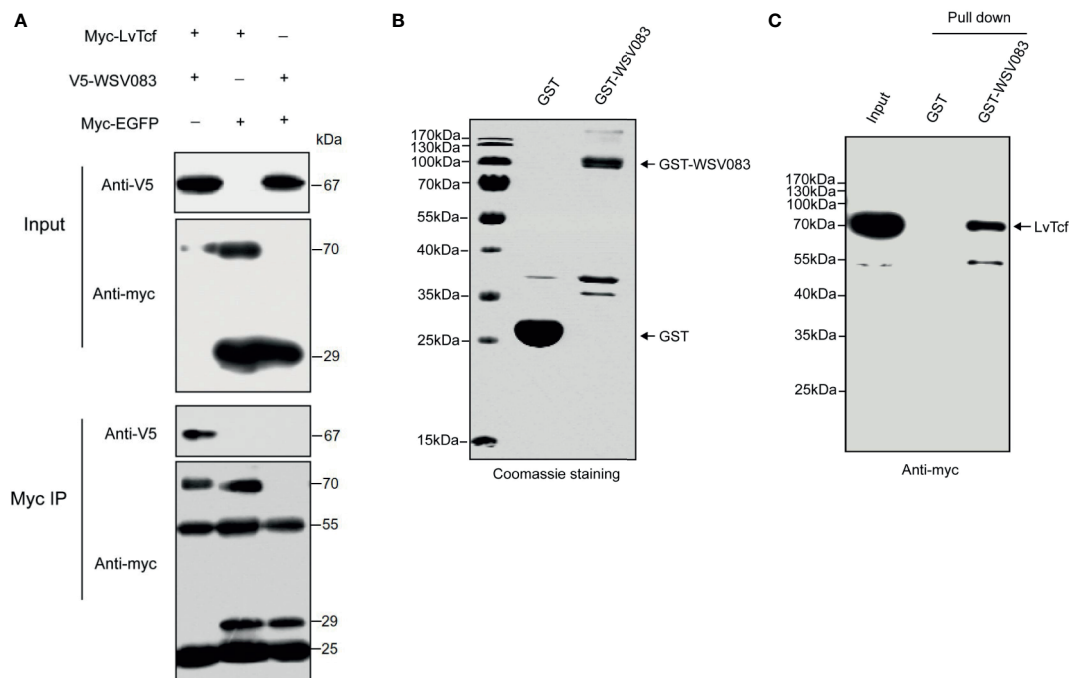 A
Myc-LvTcf + + –
V5-WSV083 + – +
Myc-EGFP – + +
kDa
Input
Anti-V5
67
Anti-myc
70
29
Myc IP
Anti-V5
67
Anti-myc
70
55
29
25
B
GST
GST-WSV083
170kDa
130kDa
100kDa
70kDa
55kDa
40kDa
35kDa
25kDa
15kDa
GST-WSV083
GST
Coomassie staining
C
Pull down
Input
GST
GST-WSV083
170kDa
130kDa
100kDa
70kDa
55kDa
40kDa
35kDa
25kDa
LvTcf
Anti-myc